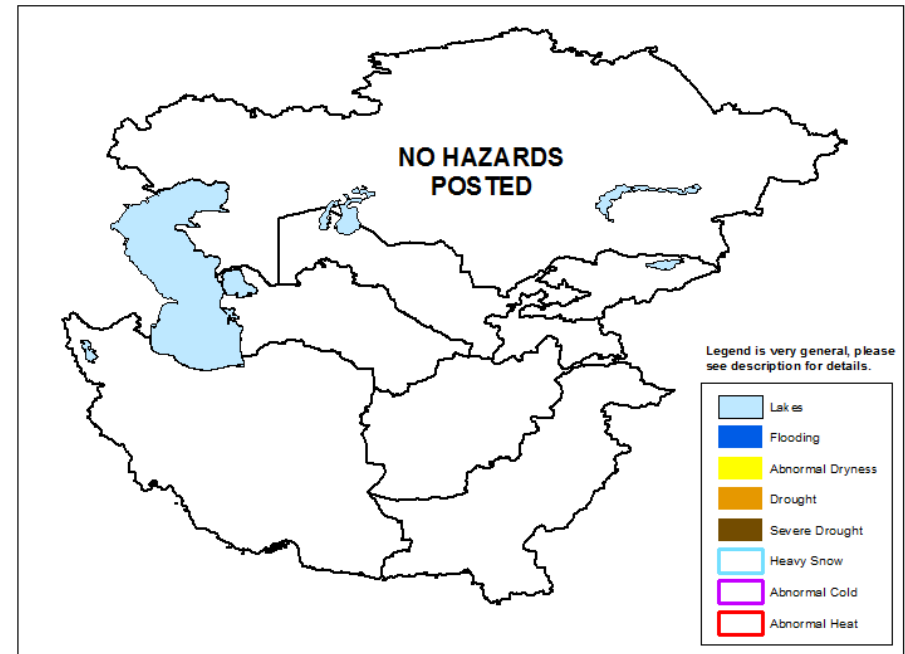 NO HAZARDS
POSTED
Legend is very general, please
see description for details.
Lakes
Flooding
Abnormal Dryness
Drought
Severe Drought
Heavy Snow
Abnormal Cold
Abnormal Heat